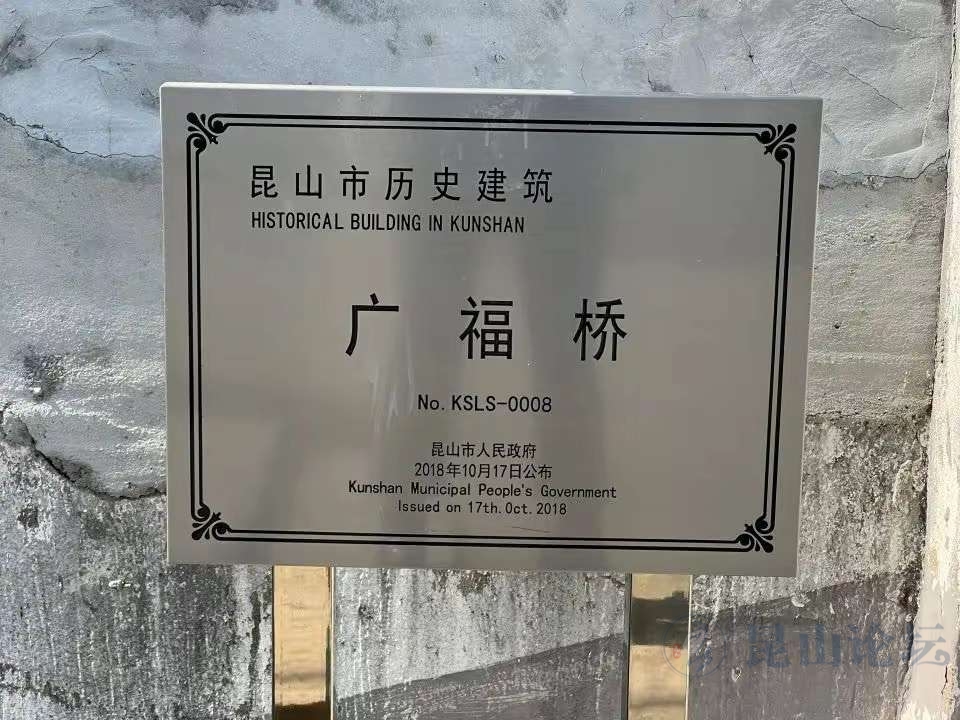 昆山市历史建筑
HISTORICAL BUILDING IN KUNSHAN
广福桥
No. KSLS-0008
昆山市人民政府
2018年10月17日公布
Kunshan Municipal People's Government
Issued on 17th. Oct. 2018
昆山论坛